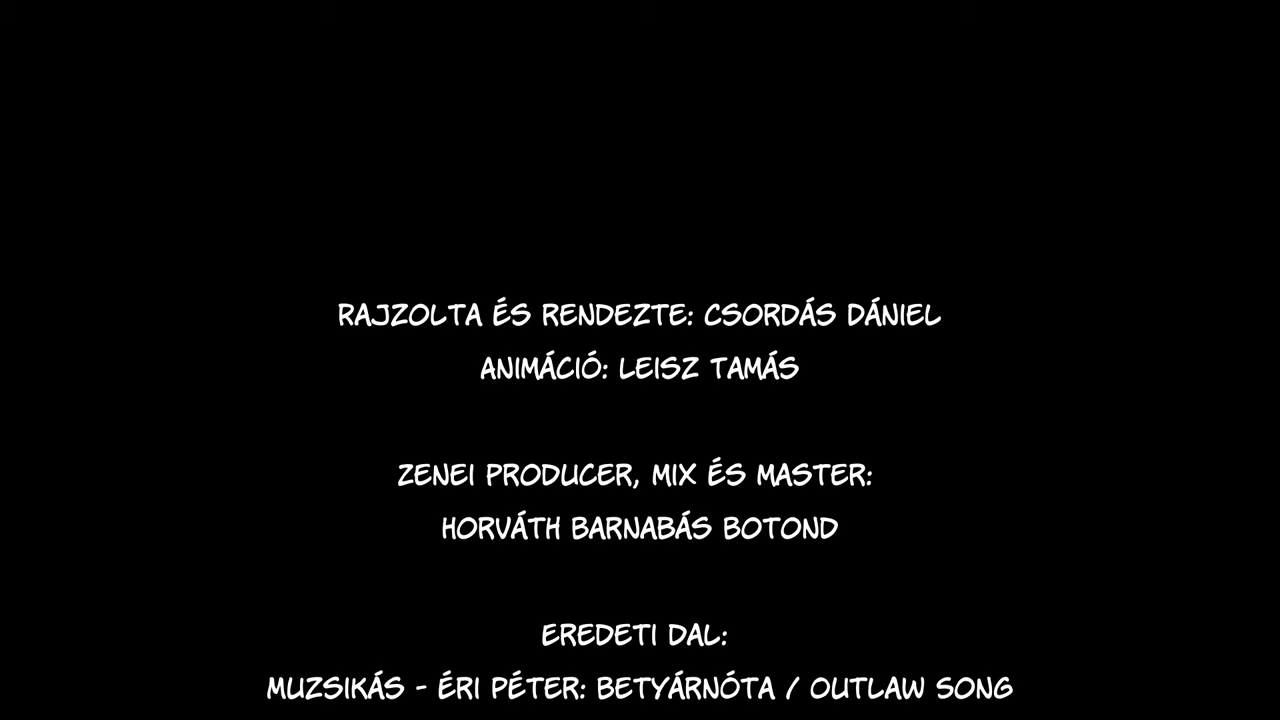 RAJZOLTA ÉS RENDEZTE: CSORDÁS DÁNIEL
ANIMÁCIÓ: LEISZ TAMÁS
ZENEI PRODUCER, MIX ÉS MASTER:
HORVÁTH BARNABÁS BOTOND
EREDETI DAL:
MUZSIKÁS - ÉRI PÉTER: BETYÁRNÓTA / OUTLAW SONG